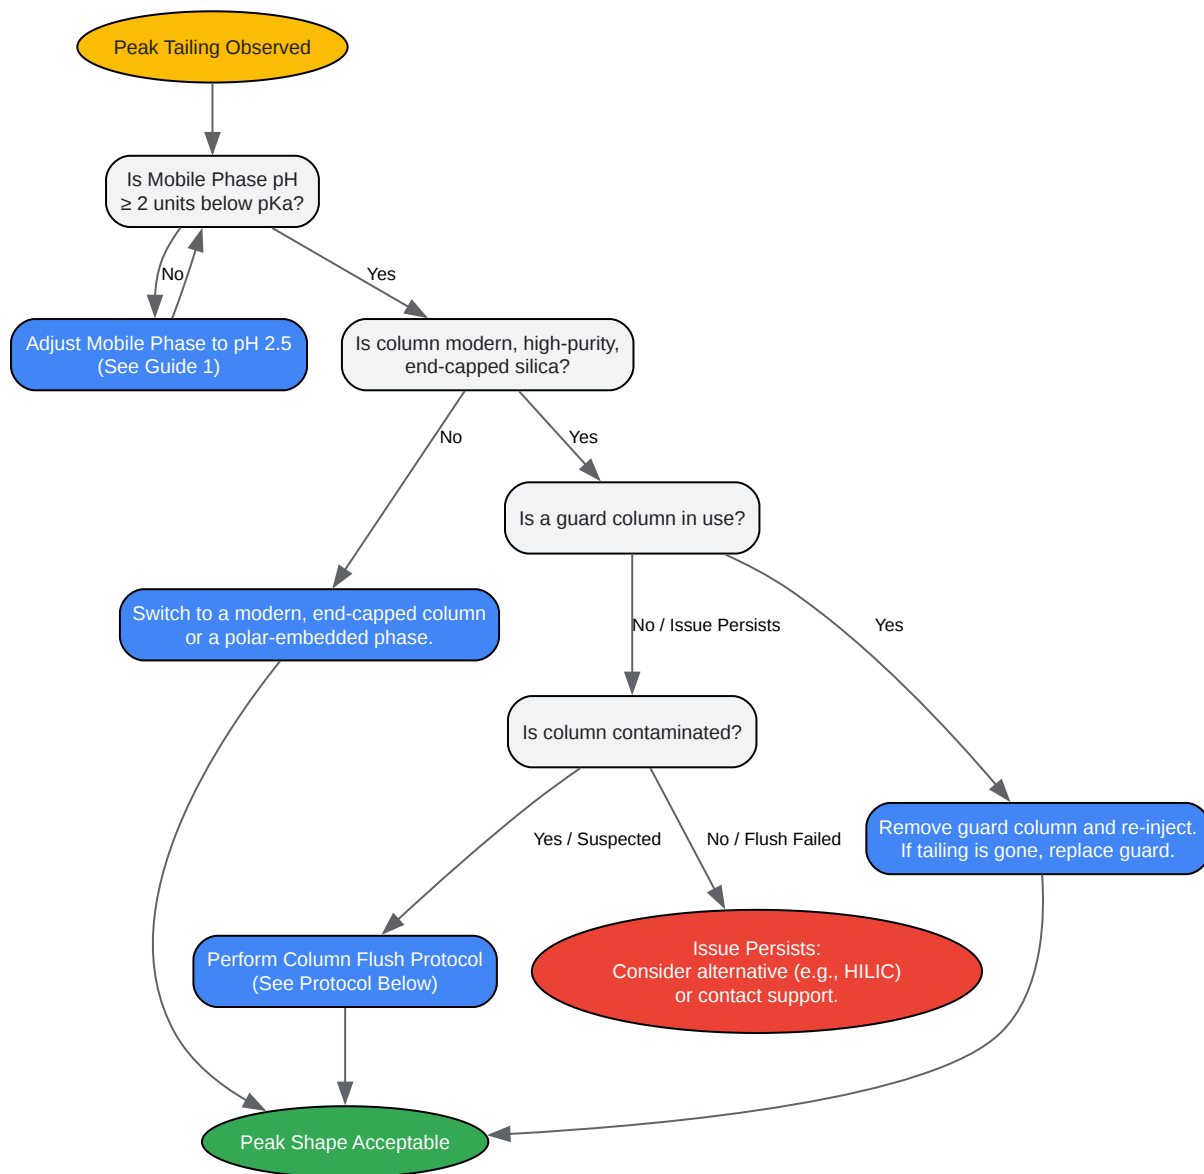 Peak Tailing Observed
Is Mobile Phase pH
≥ 2 units below pKa?
No
Yes
Adjust Mobile Phase to pH 2.5
(See Guide 1)
Is column modern, high-purity,
end-capped silica?
No
Yes
Is a guard column in use?
Switch to a modern, end-capped column
or a polar-embedded phase.
No / Issue Persists
Yes
Is column contaminated?
Remove guard column and re-inject.
If tailing is gone, replace guard.
Yes / Suspected
No / Flush Failed
Perform Column Flush Protocol
(See Protocol Below)
Issue Persists:
Consider alternative (e.g., HILIC)
or contact support.
Peak Shape Acceptable